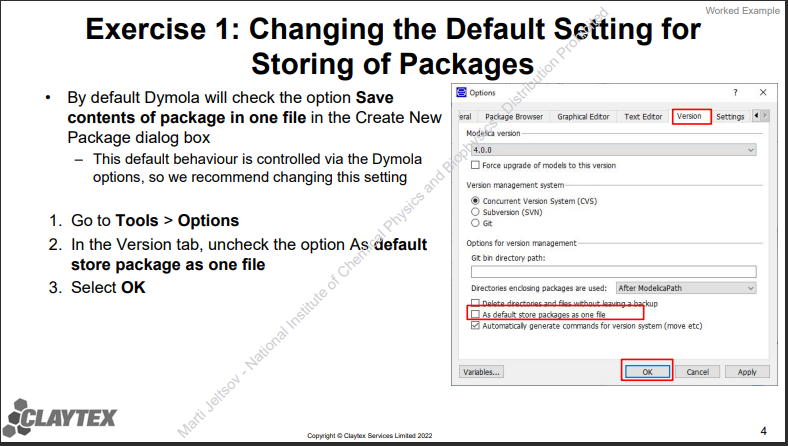 Worked Example
Exercise 1: Changing the Default Setting for
Storing of Packages
• By default Dymola will check the option Save
contents of package in one file in the Create New
Package dialog box
– This default behaviour is controlled via the Dymola
options, so we recommend changing this setting
1. Go to Tools > Options
2. In the Version tab, uncheck the option As default
store package as one file
3. Select OK
Options
? ×
eral Package Browser Graphical Editor Text Editor Version Settings
Modelica version
4.0.0
Force upgrade of models to this version
Version management system
Concurrent Version System (CVS)
Subversion (SVN)
Git
Options for version management
Git bin directory path:
Directories enclosing packages are used: After ModelicaPath
Delete directories and files without leaving a backup
As default store packages as one file
Automatically generate commands for version system (move etc)
Variables... OK Cancel Apply
Marti Jeltsov - National Institute of Chemical Physics and Biophysics - Distribution Prohibited
CLAYTEX
Copyright © Claytex Services Limited 2022
4